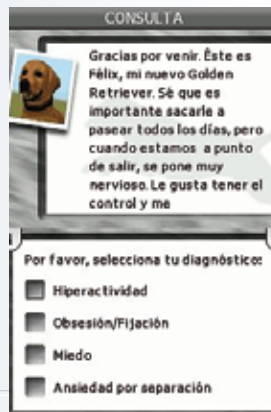 CONSULTA
Gracias por venir. Éste es
Félix, mi nuevo Golden
Retriever. Sé que es
importante sacarle a
pasear todos los días, pero
cuando estamos a punto
de salir, se pone muy
nervioso. Le gusta tener el
control y me
Por favor, selecciona tu diagnóstico:
Hiperactividad
Obsesión/Fijación
Miedo
Ansiedad por separación